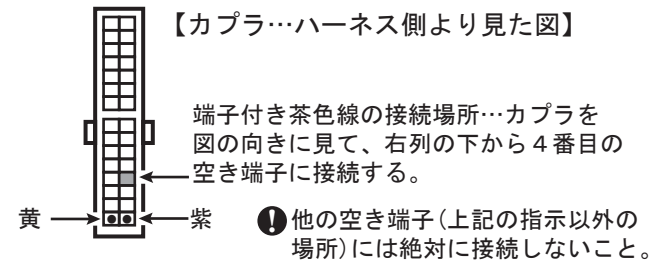 【カプラ…ハーネス側より見た図】
端子付き茶色線の接続場所…カプラを
図の向きに見て、右列の下から４番目の
空き端子に接続する。
黄
紫
他の空き端子（上記の指示以外の
場所）には絶対に接続しないこと。